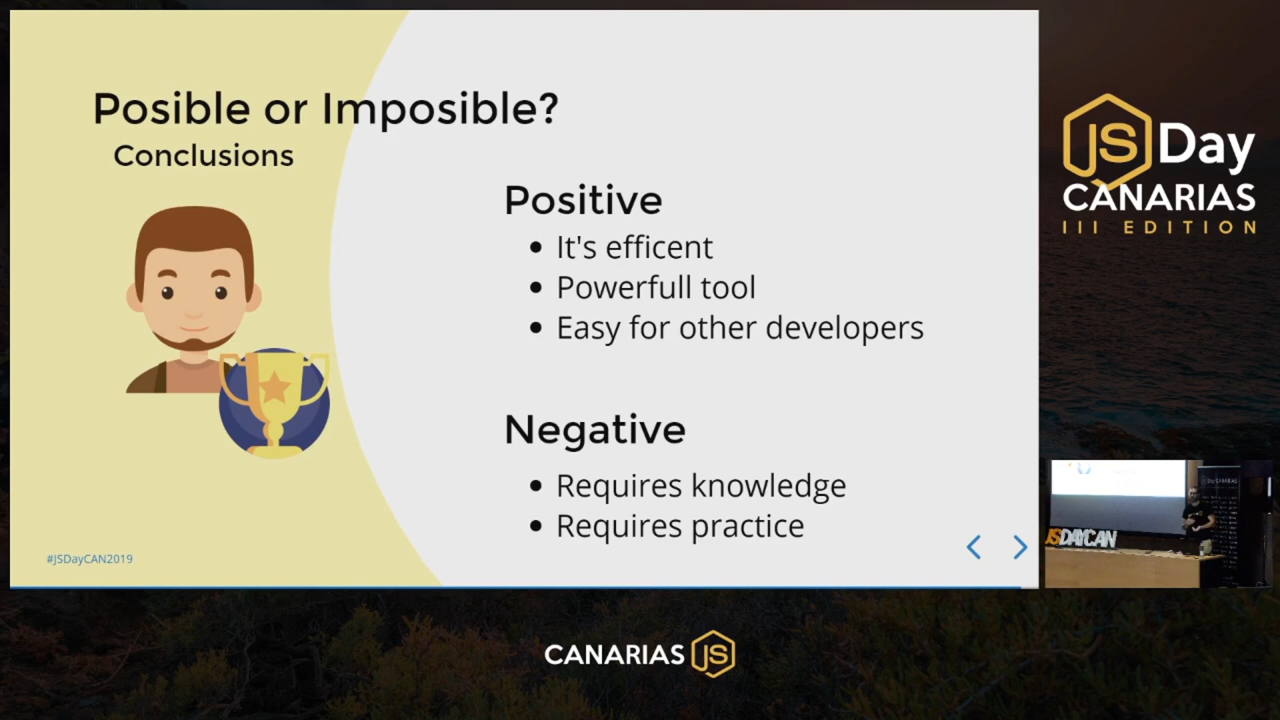 Posible or Imposible?
Conclusions
Positive
It's efficent
Powerfull tool
Easy for other developers
Negative
Requires knowledge
Requires practice
#JSDayCAN2019
JS Day
CANARIAS
III EDITION
JSDAYCAN
CANARIAS JS